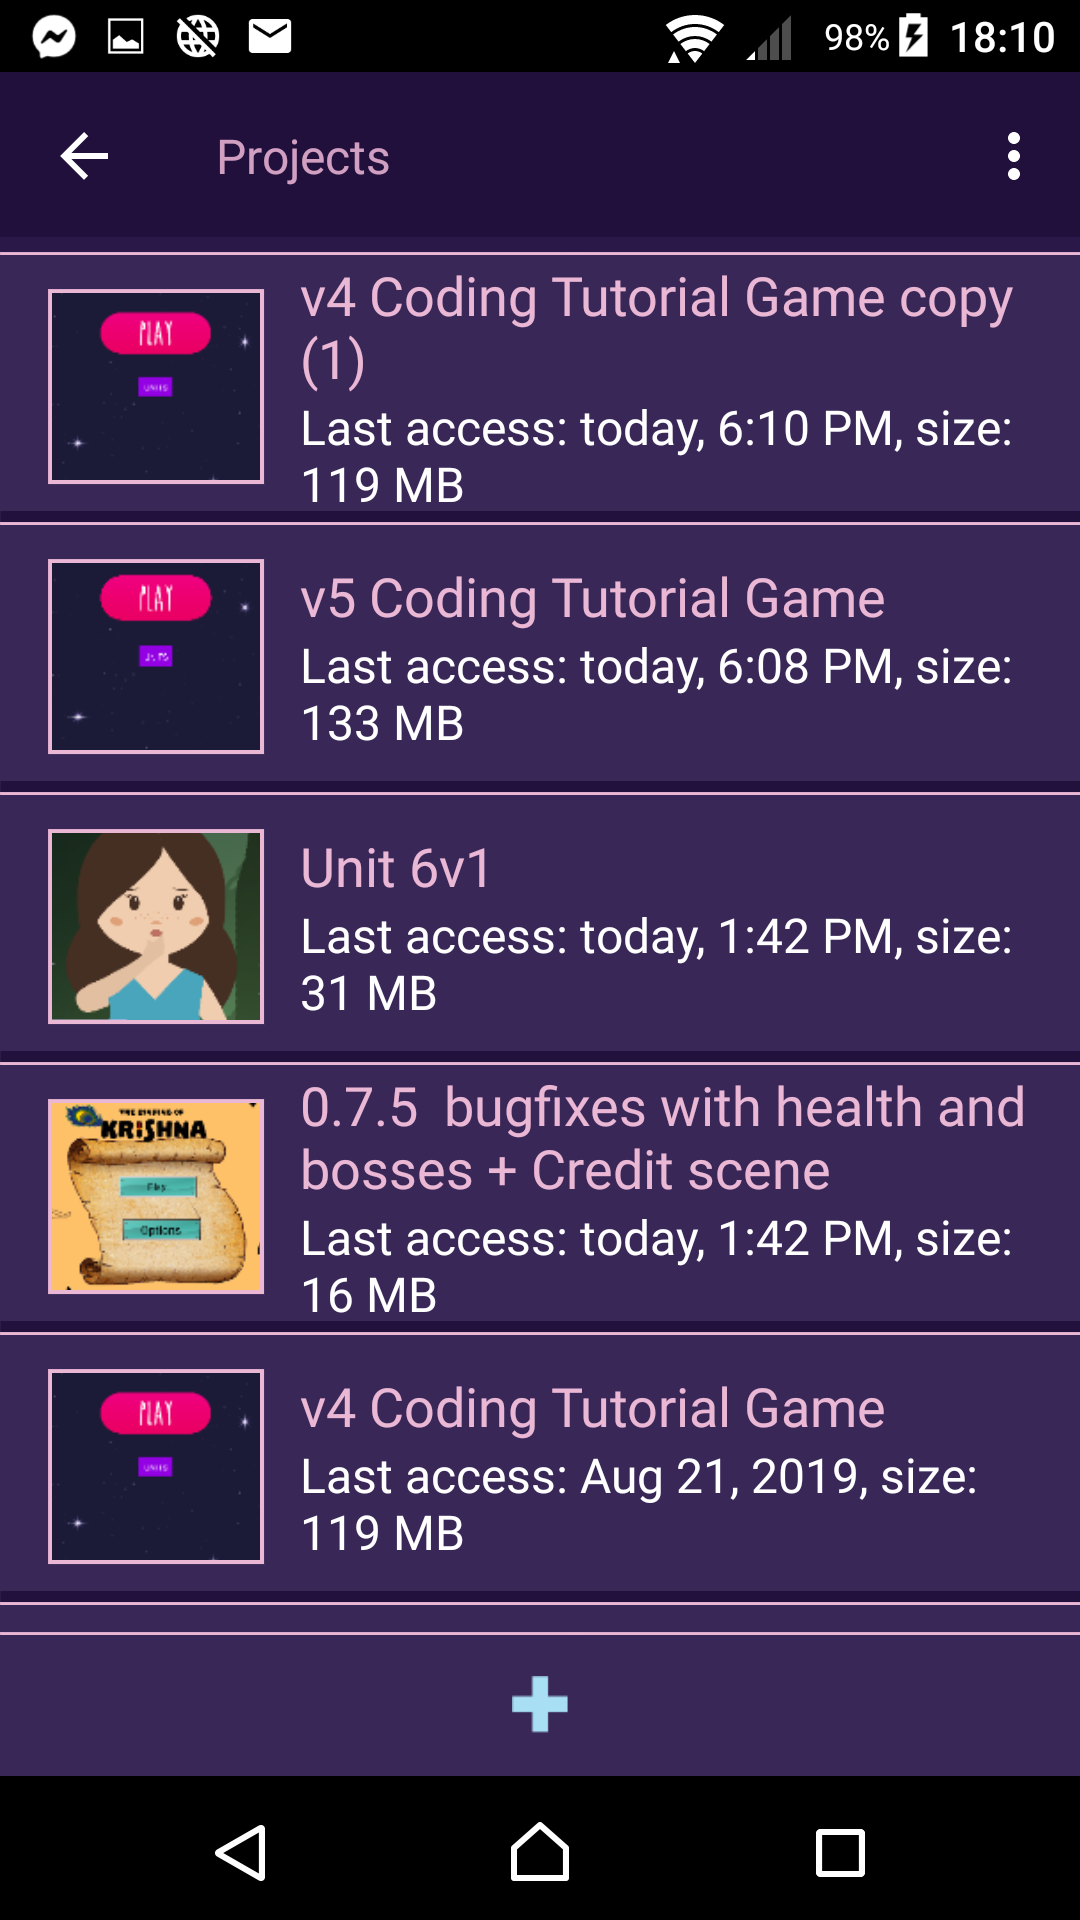 98% 18:10
Projects
PLAY
UNITS
v4 Coding Tutorial Game copy
(1)
Last access: today, 6:10 PM, size:
119 MB
PLAY
v5 Coding Tutorial Game
Last access: today, 6:08 PM, size:
133 MB
Unit 6v1
Last access: today, 1:42 PM, size:
31 MB
THE BINDING OF
KRISHNA
Play
Options
0.7.5  bugfixes with health and
bosses + Credit scene
Last access: today, 1:42 PM, size:
16 MB
PLAY
UNITS
v4 Coding Tutorial Game
Last access: Aug 21, 2019, size:
119 MB